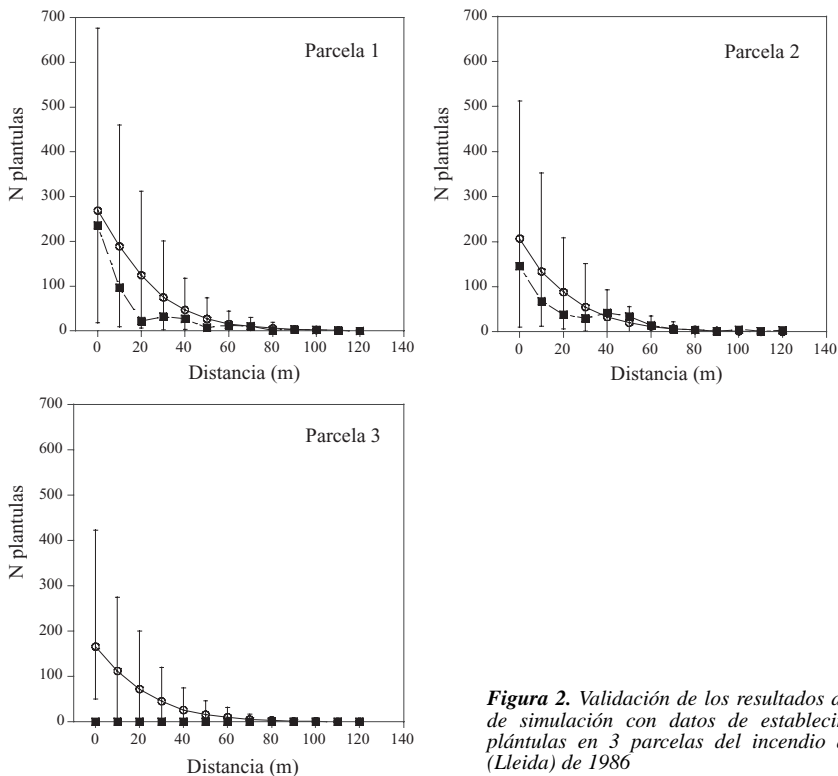 700
600
500
400
300
200
100
0
N plantulas
Parcela 1
0 20 40 60 80 100 120 140
Distancia (m)
700
600
500
400
300
200
100
0
N plantulas
Parcela 2
0 20 40 60 80 100 120 140
Distancia (m)
700
600
500
400
300
200
100
0
N plantulas
Parcela 3
0 20 40 60 80 100 120 140
Distancia (m)
Figura 2. Validación de los resultados
de simulación con datos de
plántulas en 3 parcelas del incendio
(Lleida) de 1986